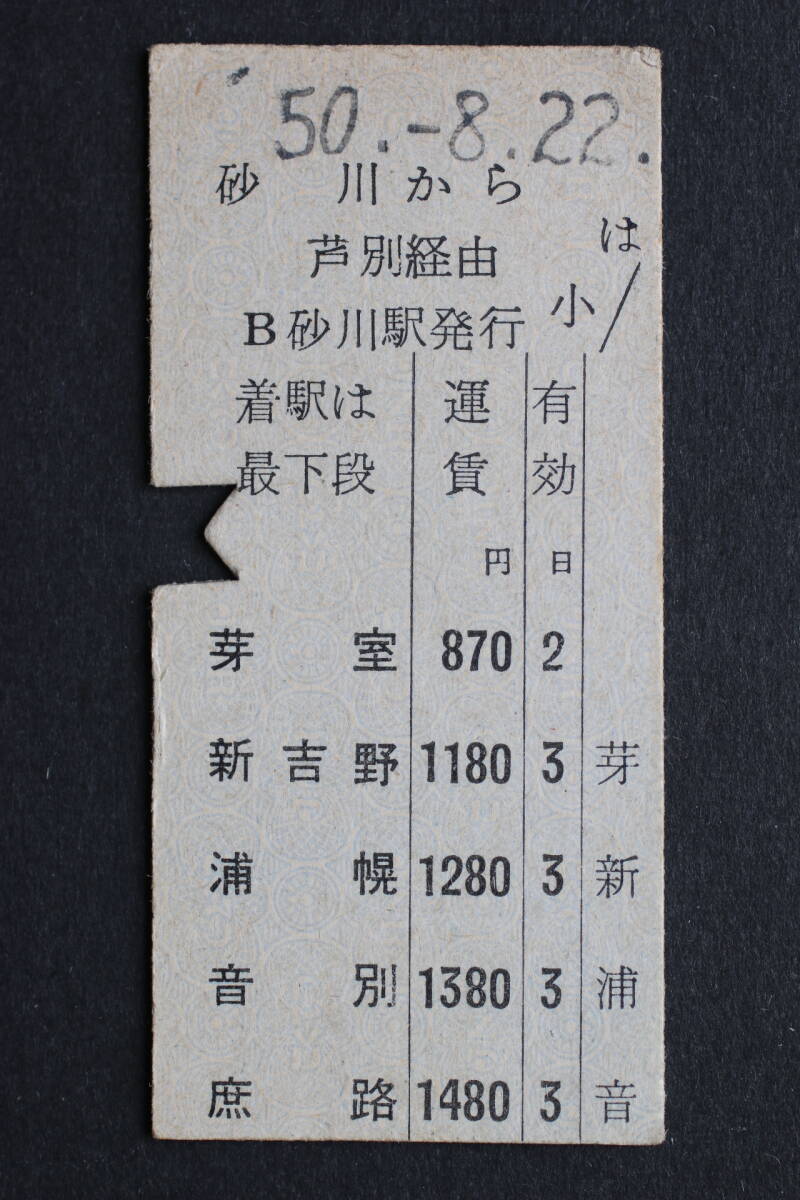 50.-8.22.
砂川から
芦別経由
は
B砂川駅発行
小
着駅は 運 有
最下段 賃 効
円 日
芽室 870 2
新吉野 1180 3 芽
浦幌 1280 3 新
音別 1380 3 浦
庶路 1480 3 音